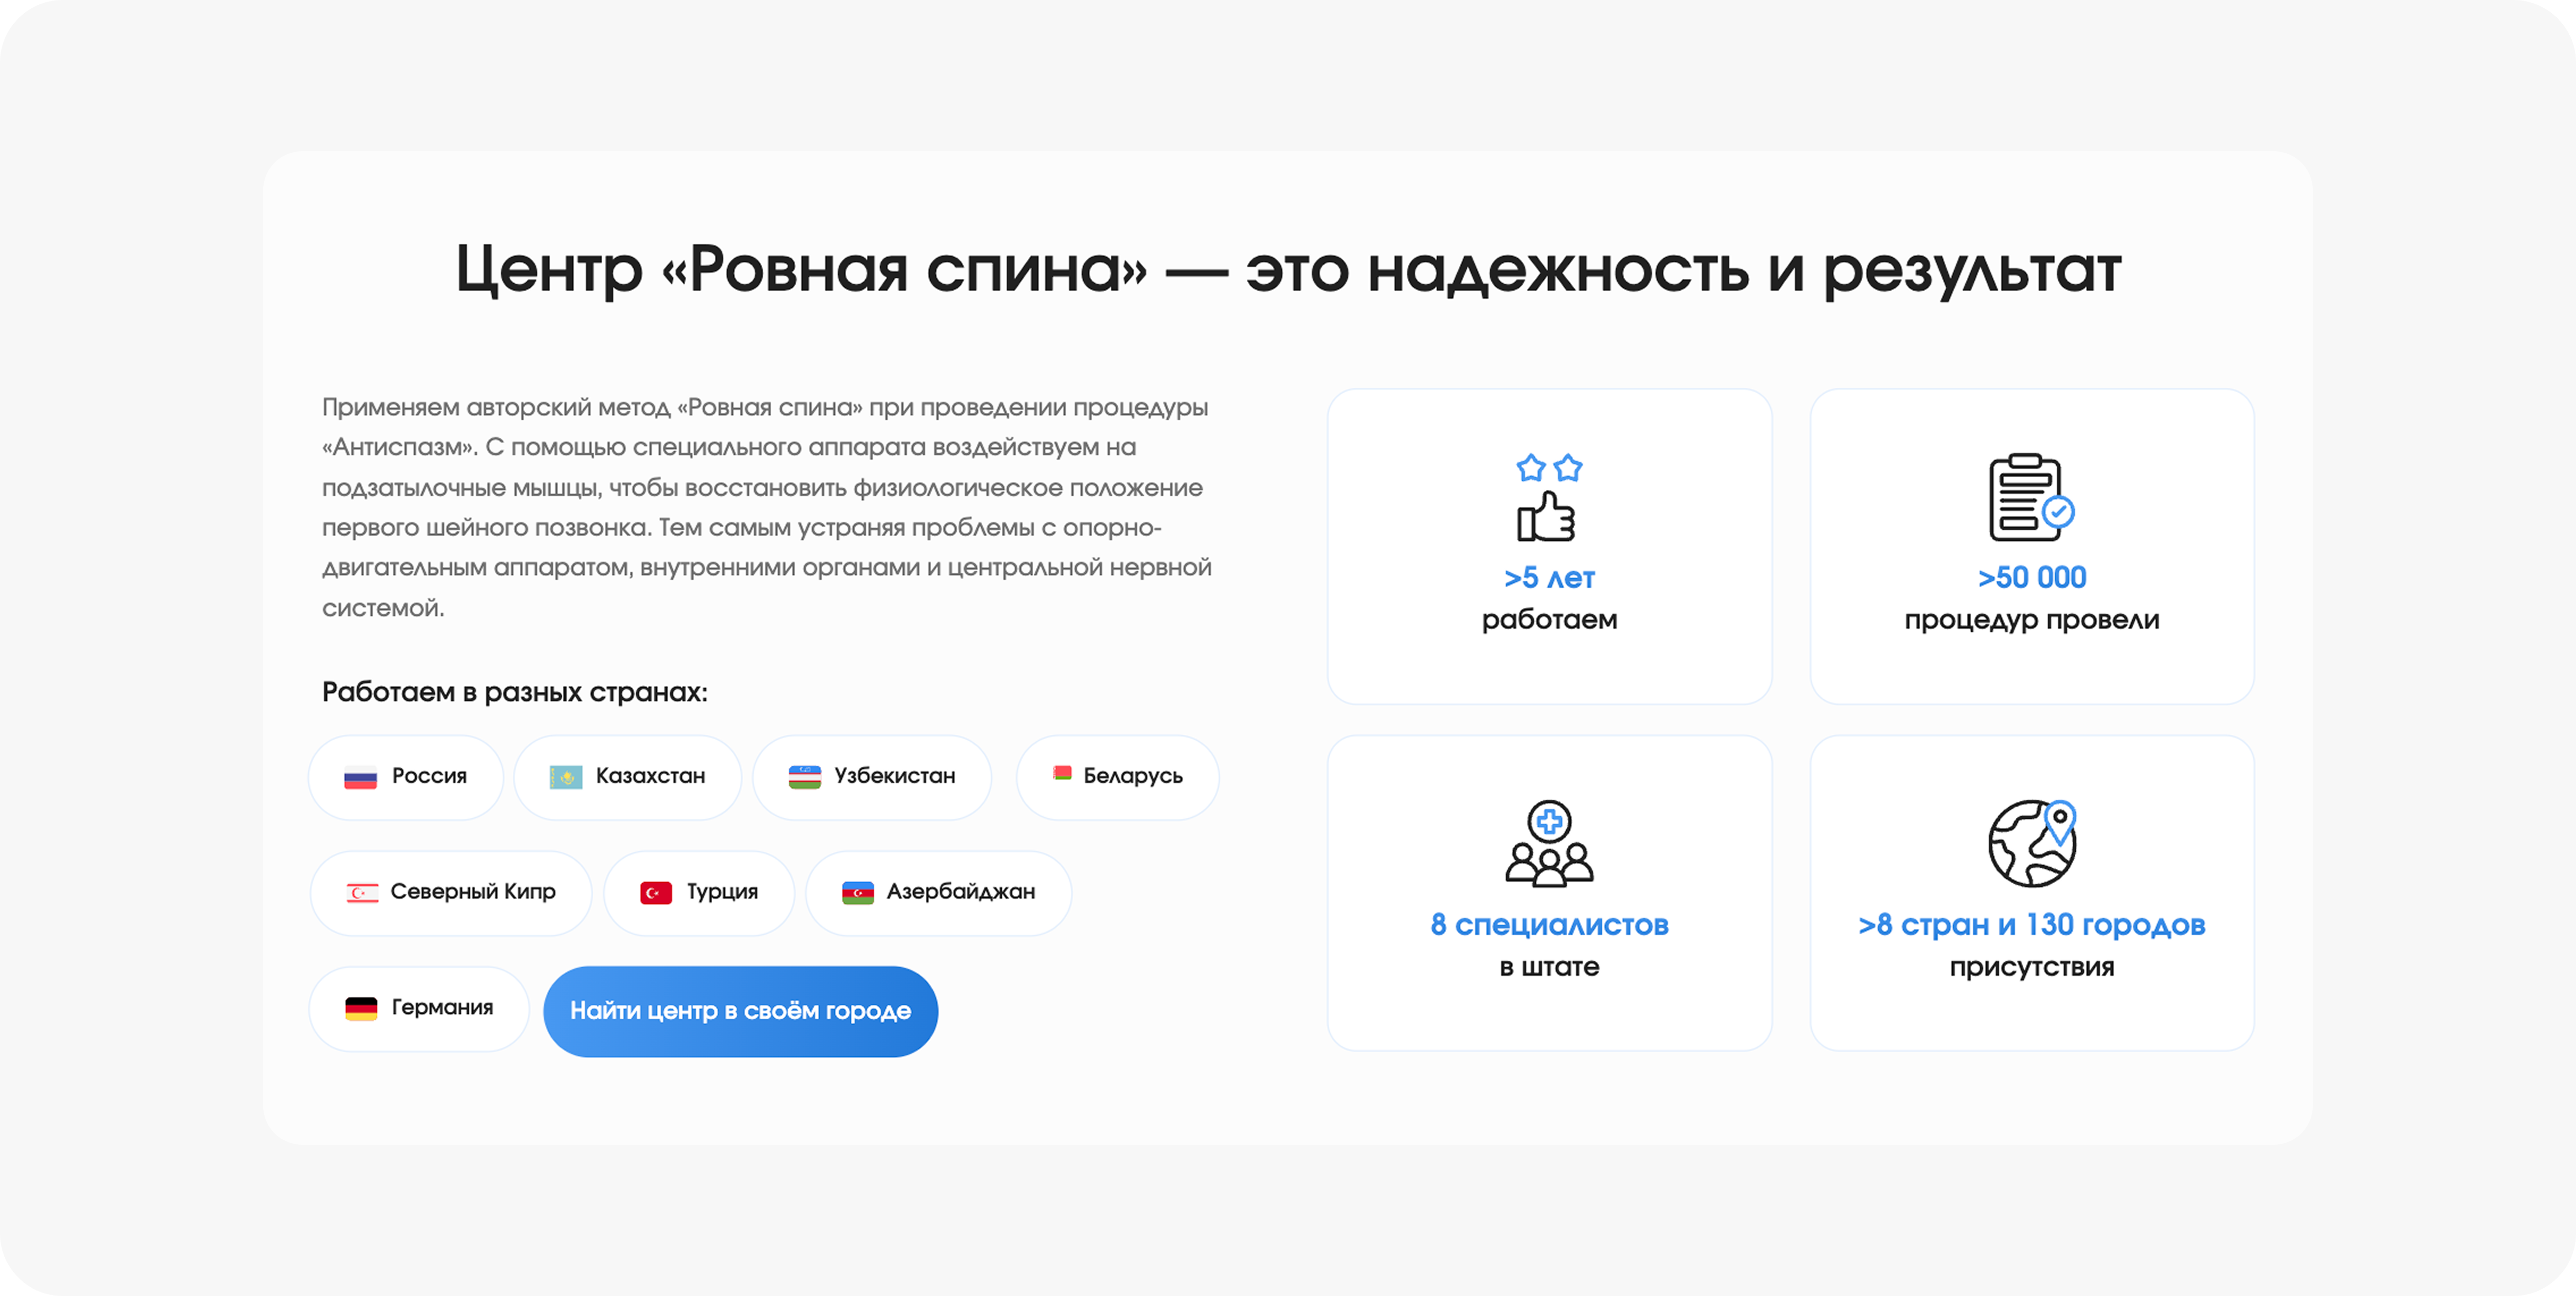 Центр «Ровная спина» — это надежность и результат
Применяем авторский метод «Ровная спина» при проведении процедуры
«Антиспазм». С помощью специального аппарата воздействуем на
подзатылочные мышцы, чтобы восстановить физиологическое положение
первого шейного позвонка. Тем самым устраняя проблемы с опорно-
двигательным аппаратом, внутренними органами и центральной нервной
системой.
Работаем в разных странах:
Россия
Казахстан
Узбекистан
Беларусь
Северный Кипр
Турция
Азербайджан
Германия
Найти центр в своём городе
>5 лет
работаем
>50 000
процедур провели
8 специалистов
в штате
>8 стран и 130 городов
присутствия